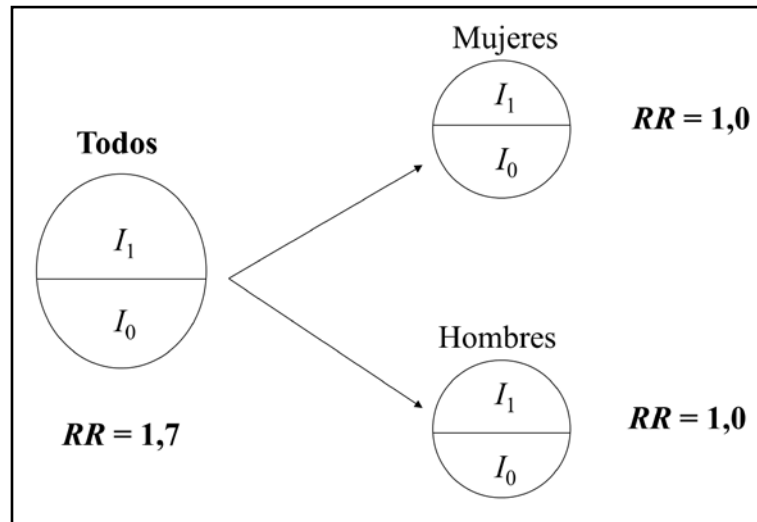 Todos
I₁
I₀
RR = 1,7
Mujeres
I₁
I₀
RR = 1,0
Hombres
I₁
I₀
RR = 1,0